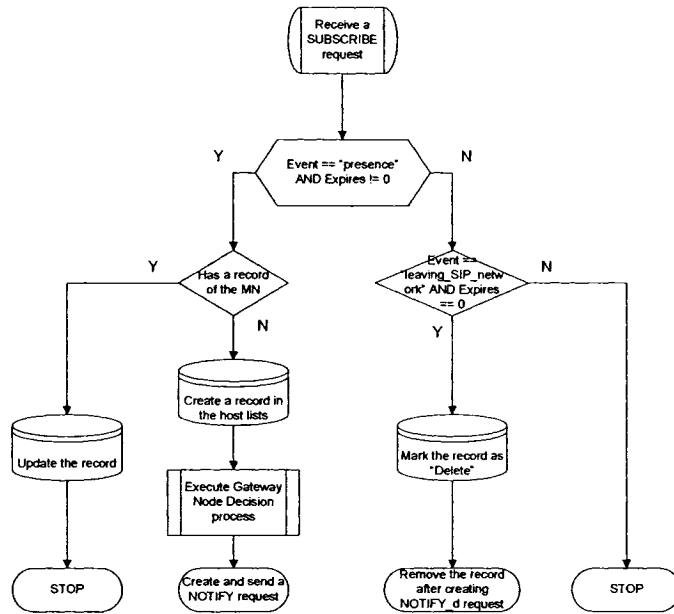 Receive a
SUBSCRIBE
request
Y
N
Event == "presence"
AND Expires != 0
Y
Has a record
of the MN
N
Event ==
"leaving_SIP_netw
ork" AND Expires
== 0
N
Y
Create a record in
the host lists
Update the record
Mark the record as
"Delete"
Execute Gateway
Node Decision
process
STOP
Create and send a
NOTIFY request
Remove the record
after creating
NOTIFY_d request
STOP